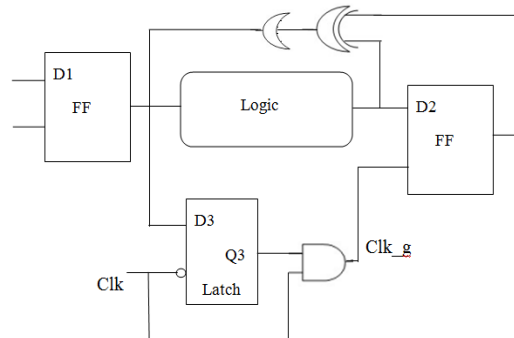 D1
FF
Logic
D2
FF
D3
Q3
Latch
Clk
Clk_g